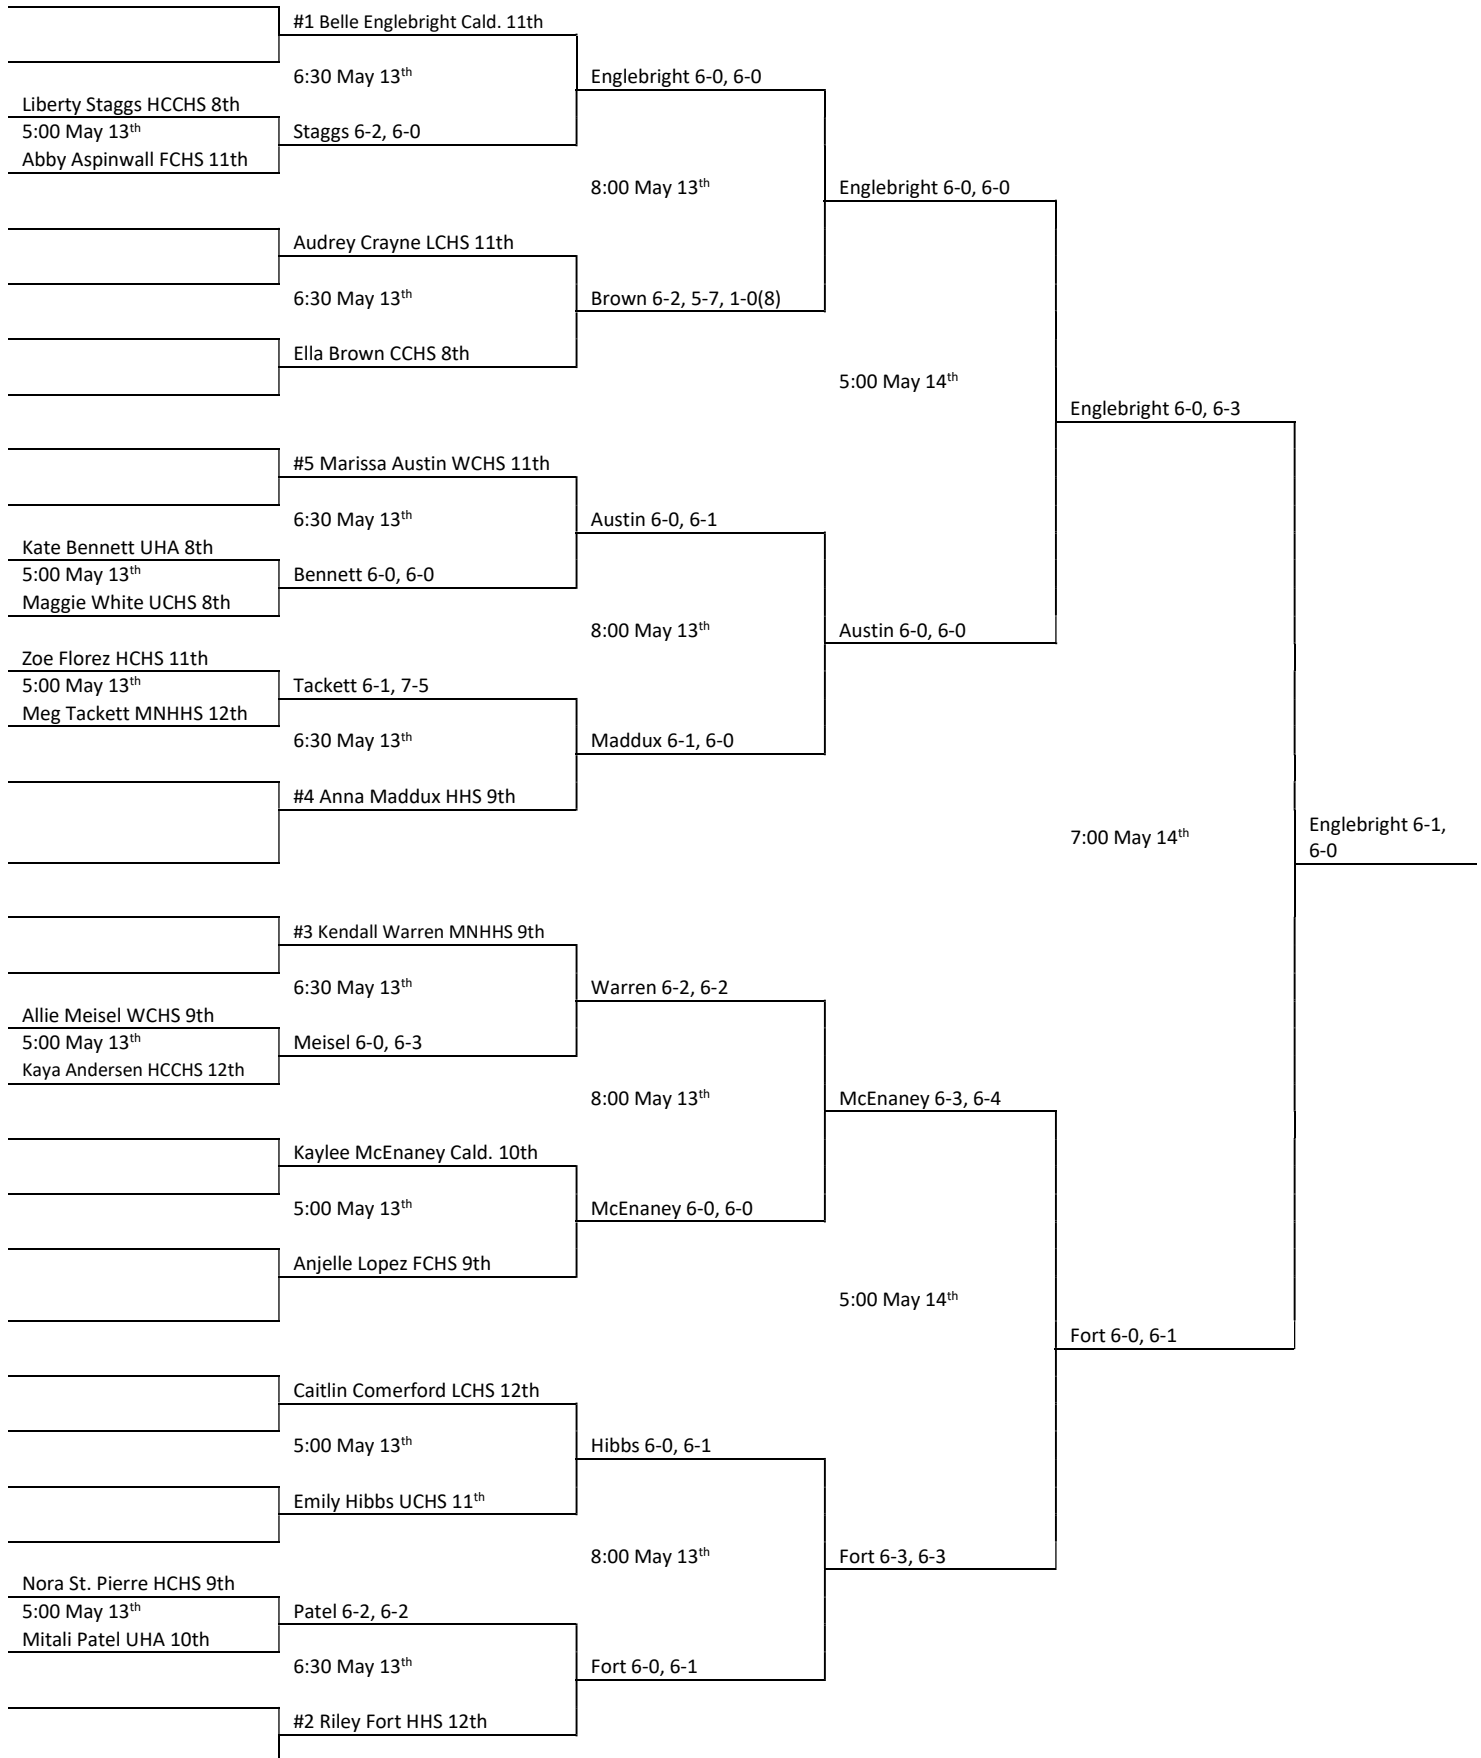 #1 Belle Englebright Cald. 11th
6:30 May 13th
Englebright 6-0, 6-0
Liberty Staggs HCCHS 8th
5:00 May 13th
Staggs 6-2, 6-0
Abby Aspinwall FCHS 11th
8:00 May 13th
Englebright 6-0, 6-0
Audrey Crayne LCHS 11th
6:30 May 13th
Brown 6-2, 5-7, 1-0(8)
Ella Brown CCHS 8th
5:00 May 14th
Englebright 6-0, 6-3
#5 Marissa Austin WCHS 11th
6:30 May 13th
Austin 6-0, 6-1
Kate Bennett UHA 8th
5:00 May 13th
Bennett 6-0, 6-0
Maggie White UCHS 8th
8:00 May 13th
Austin 6-0, 6-0
Zoe Florez HCHS 11th
5:00 May 13th
Tackett 6-1, 7-5
Meg Tackett MNHHS 12th
6:30 May 13th
Maddux 6-1, 6-0
#4 Anna Maddux HHS 9th
7:00 May 14th
Englebright 6-1,
6-0
#3 Kendall Warren MNHHS 9th
6:30 May 13th
Warren 6-2, 6-2
Allie Meisel WCHS 9th
5:00 May 13th
Meisel 6-0, 6-3
Kaya Andersen HCCHS 12th
8:00 May 13th
McEnaney 6-3, 6-4
Kaylee McEnaney Cald. 10th
5:00 May 13th
McEnaney 6-0, 6-0
Anjelle Lopez FCHS 9th
5:00 May 14th
Fort 6-0, 6-1
Caitlin Comerford LCHS 12th
5:00 May 13th
Hibbs 6-0, 6-1
Emily Hibbs UCHS 11th
8:00 May 13th
Fort 6-3, 6-3
Nora St. Pierre HCHS 9th
5:00 May 13th
Patel 6-2, 6-2
Mitali Patel UHA 10th
6:30 May 13th
Fort 6-0, 6-1
#2 Riley Fort HHS 12th